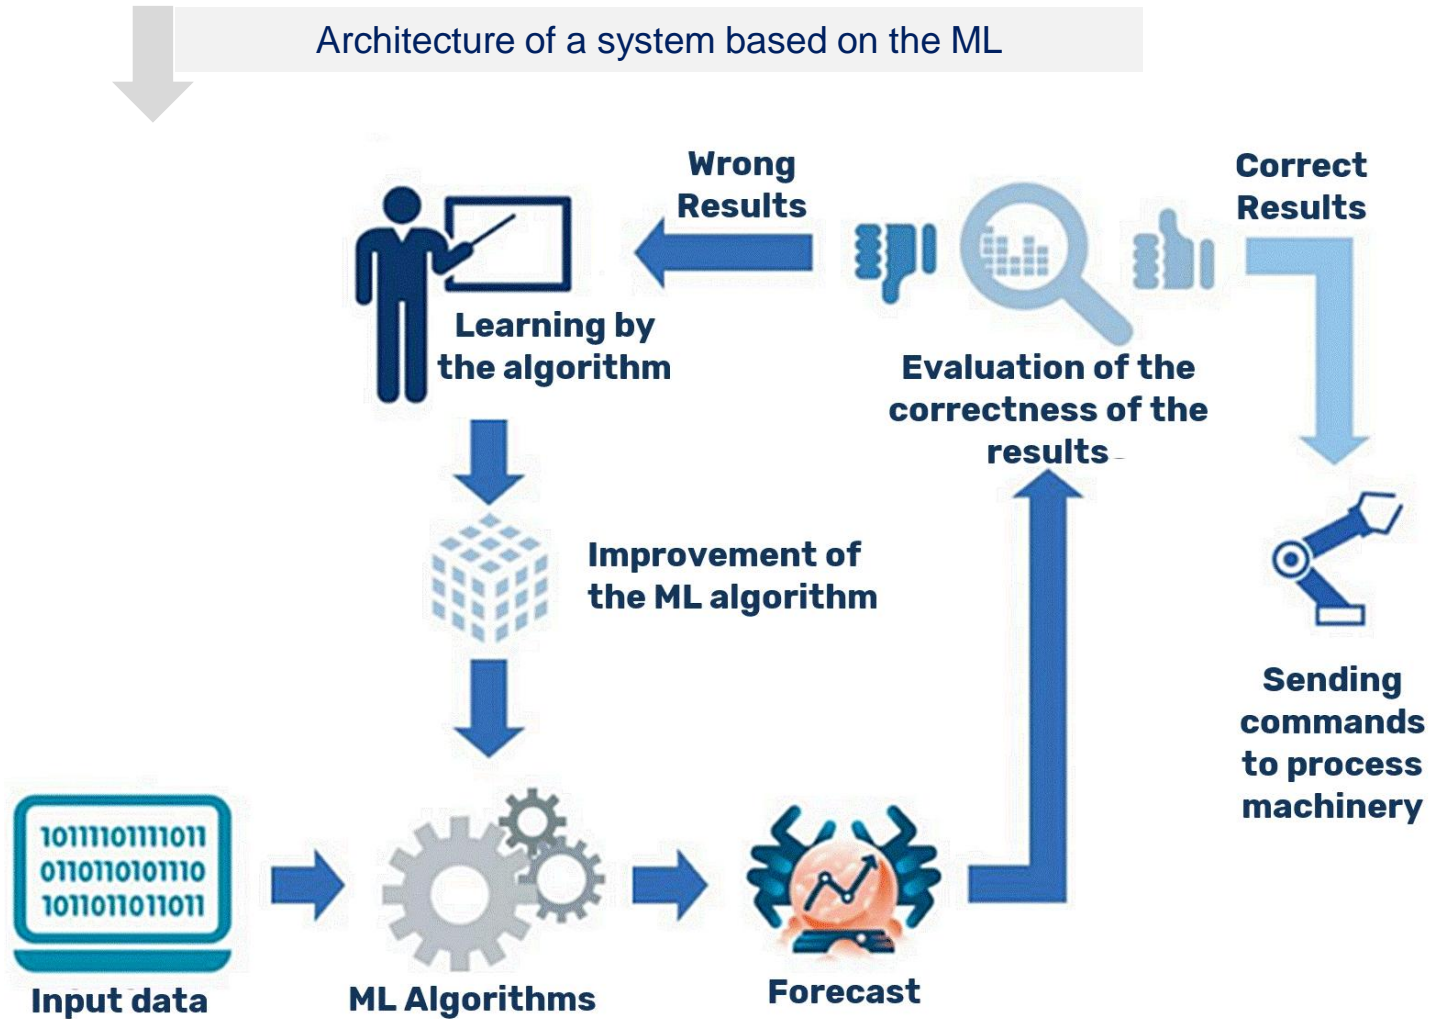 Architecture of a system based on the ML
Wrong
Results
Correct
Results
Learning by
the algorithm
Evaluation of the
correctness of the
results
Improvement of
the ML algorithm
Sending
commands
to process
machinery
10111101111011
0110110101110
1011011011011
Input data
ML Algorithms
Forecast